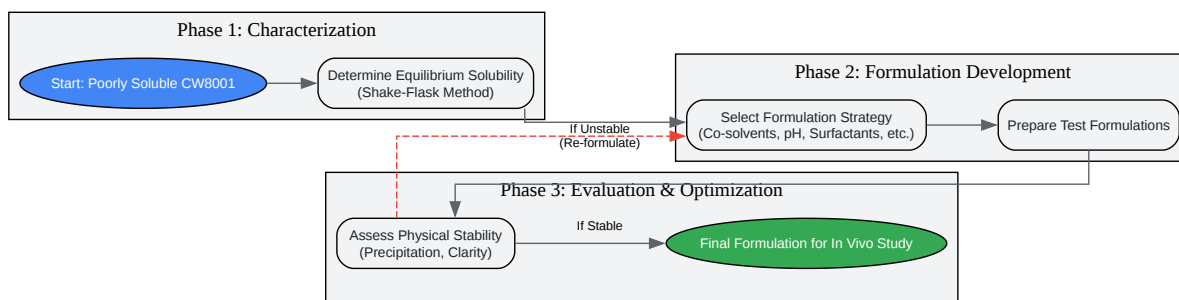 Phase 1: Characterization
Start: Poorly Soluble CW8001
Determine Equilibrium Solubility
(Shake-Flask Method)
Phase 2: Formulation Development
Select Formulation Strategy
(Co-solvents, pH, Surfactants, etc.)
Prepare Test Formulations
If Unstable
(Re-formulate)
Phase 3: Evaluation & Optimization
Assess Physical Stability
(Precipitation, Clarity)
If Stable
Final Formulation for In Vivo Study